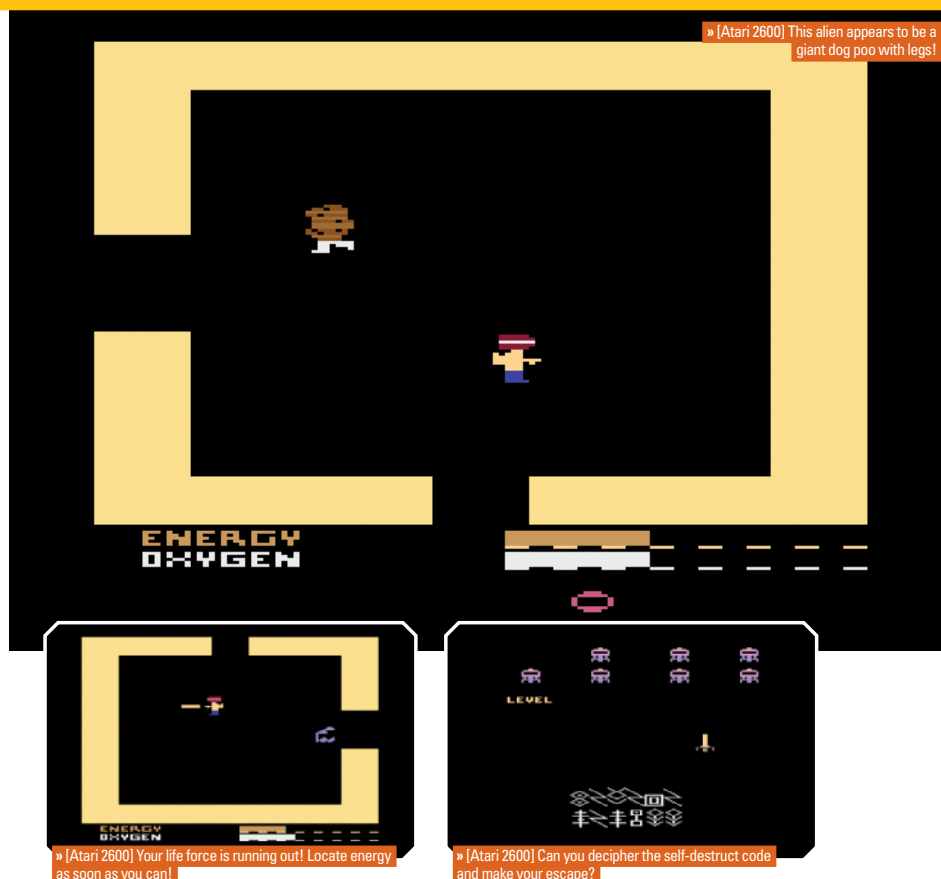 » [Atari 2600] This alien appears to be a
giant dog poo with legs!
ENERGY
OXYGEN
ENERGY
OXYGEN
» [Atari 2600] Your life force is running out! Locate energy
as soon as you can!
LEVEL
» [Atari 2600] Can you decipher the self-destruct code
and make your escape?